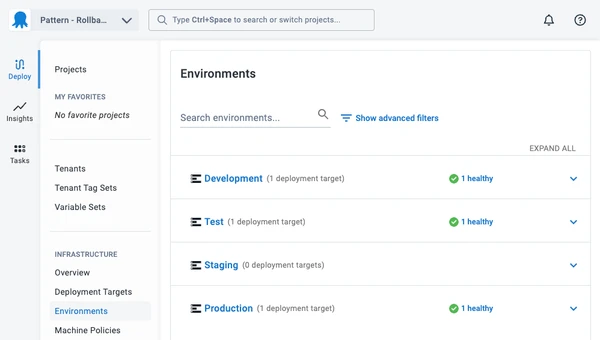 Pattern - Rollba...
Type Ctrl+Space to search or switch projects...
Deploy
Insights
Tasks
Projects
MY FAVORITES
No favorite projects
Tenants
Tenant Tag Sets
Variable Sets
INFRASTRUCTURE
Overview
Deployment Targets
Environments
Machine Policies
Environments
Search environments...
Show advanced filters
EXPAND ALL
Development (1 deployment target) 1 healthy
Test (1 deployment target) 1 healthy
Staging (0 deployment targets)
Production (1 deployment target) 1 healthy